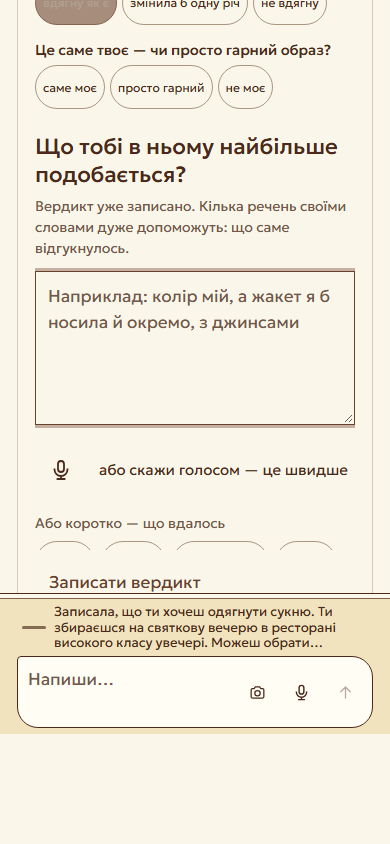 вдягну як є
змінила б одну річ
не вдягну
Це саме твоє — чи просто гарний образ?
саме моє
просто гарний
не моє
Що тобі в ньому найбільше
подобається?
Вердикт уже записано. Кілька речень своїми
словами дуже допоможуть: що саме
відгукнулось.
Наприклад: колір мій, а жакет я б
носила й окремо, з джинсами
або скажи голосом — це швидше
Або коротко — що вдалось
Записати вердикт
Записала, що ти хочеш одягнути сукню. Ти
збираєшся на святкову вечерю в ресторані
високого класу увечері. Можеш обрати…
Напиши…